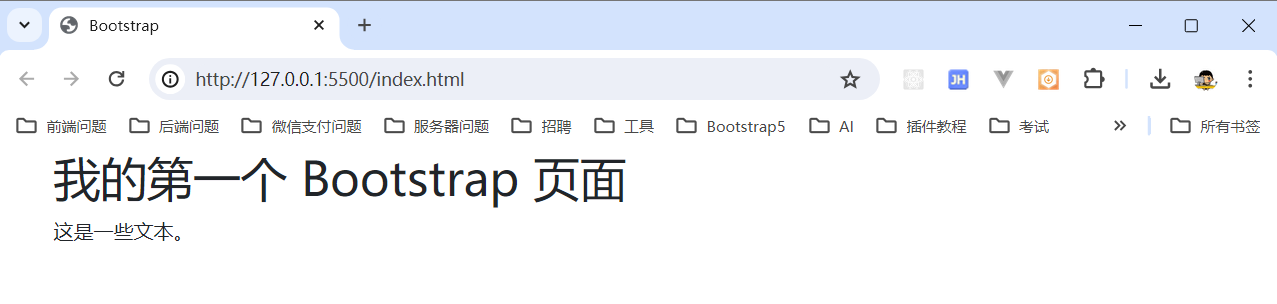 Bootstrap
http://127.0.0.1:5500/index.html
JH
前端问题 后端问题 微信支付问题 服务器问题 招聘 工具 Bootstrap5 AI 插件教程 考试 所有书签
我的第一个 Bootstrap 页面
这是一些文本。